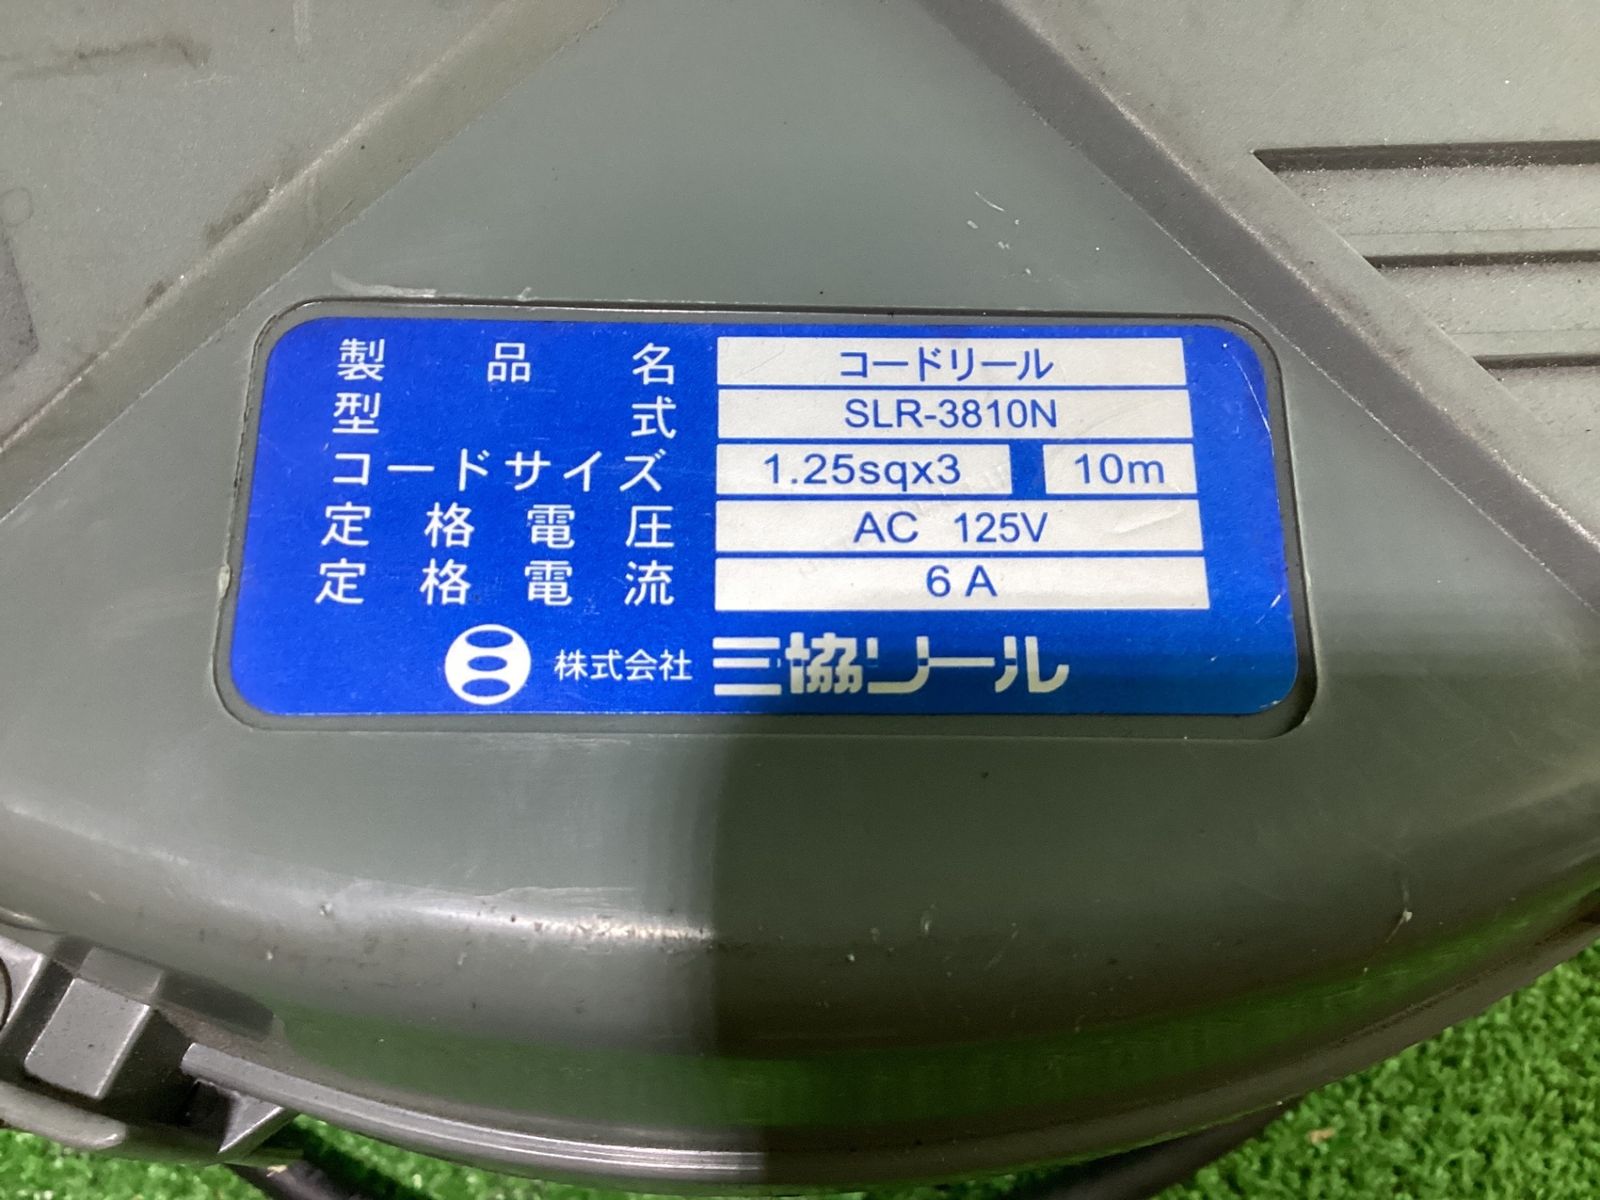 製品名 コードリール
型式 SLR-3810N
コードサイズ 1.25sqx3 10m
定格電圧 AC 125V
定格電流 6A
株式会社 三協リール